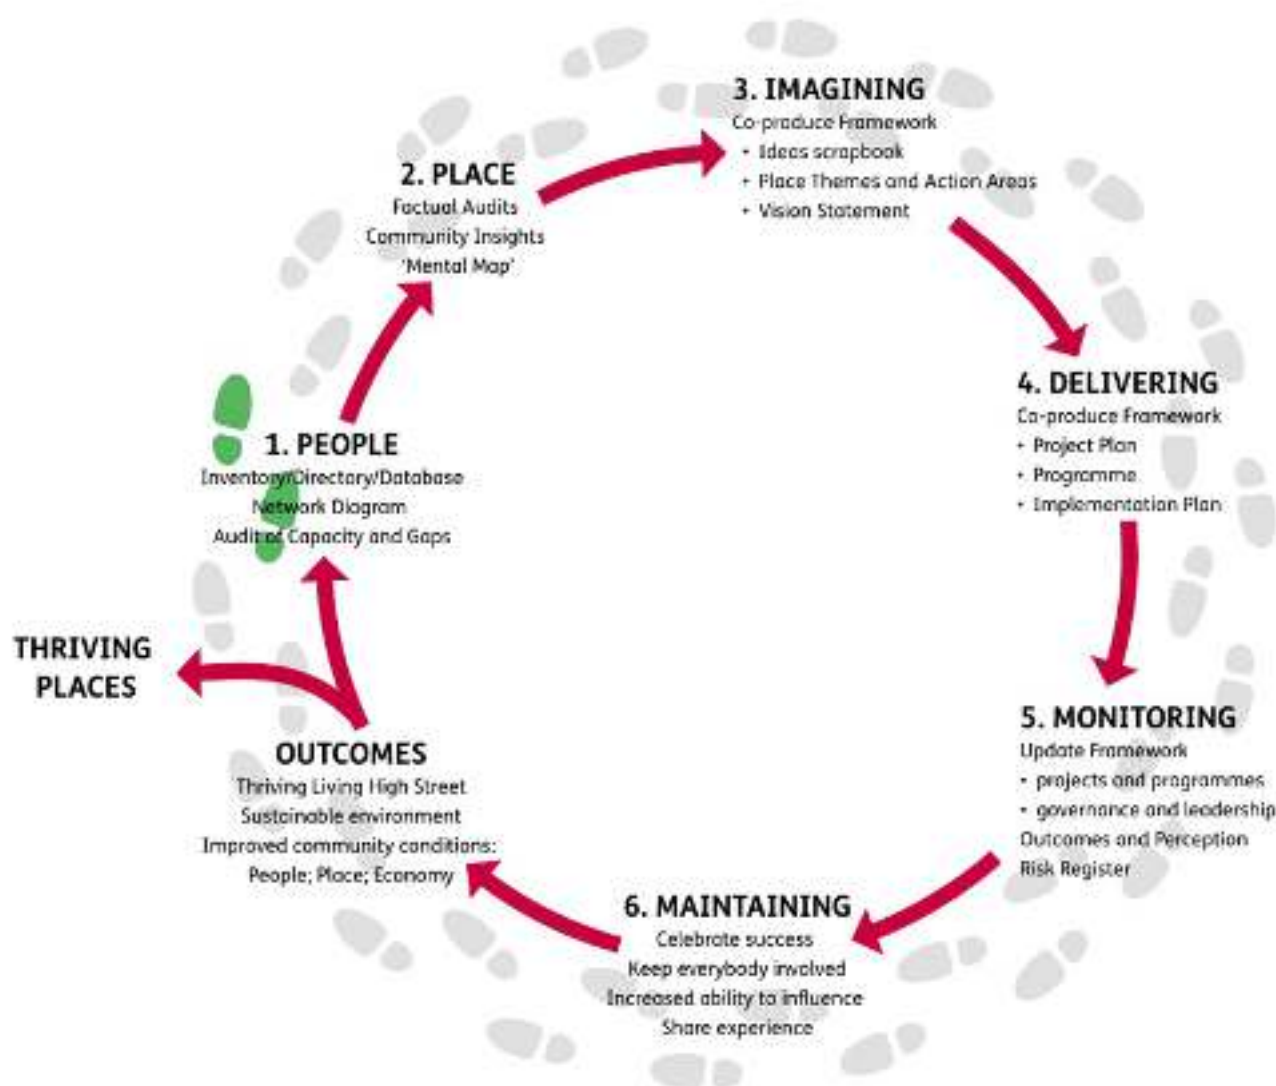 3. IMAGINING
Co-produce Framework
• Ideas scrapbook
• Place Themes and Action Areas
• Vision Statement
2. PLACE
Factual Audits
Community Insights
'Mental Map'
4. DELIVERING
Co-produce Framework
• Project Plan
• Programme
• Implementation Plan
1. PEOPLE
Inventory/Directory/Database
Network Diagram
Audit of Capacity and Gaps
THRIVING
PLACES
5. MONITORING
Update Framework
• projects and programmes
• governance and leadership
Outcomes and Perception
Risk Register
OUTCOMES
Thriving Living High Street
Sustainable environment
Improved community conditions:
People; Place; Economy
6. MAINTAINING
Celebrate success
Keep everybody involved
Increased ability to influence
Share experience